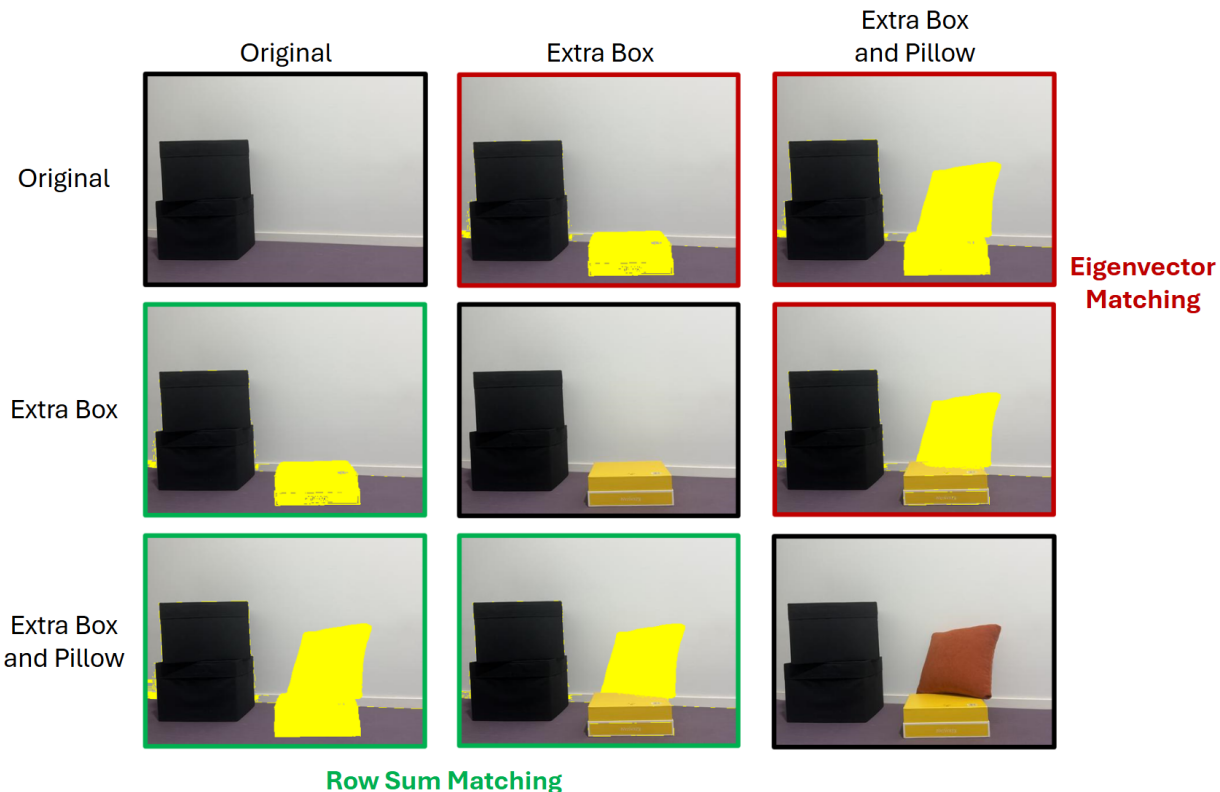 Extra Box
and Pillow
Original
Extra Box
Original
Eigenvector
Matching
Extra Box
Extra Box
and Pillow
Row Sum Matching